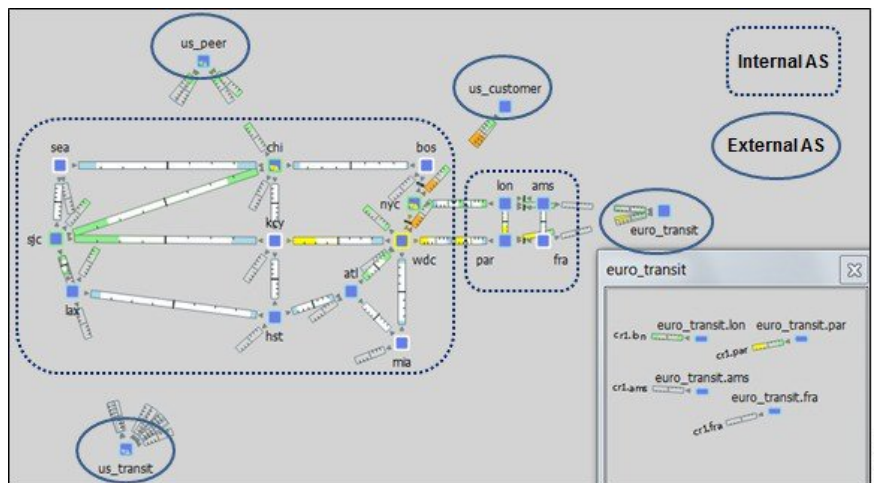 us_peer
us_customer
Internal AS
External AS
sea
chi
bos
nyc
lon
ams
sjc
kcy
wdc
par
fra
euro_transit
atl
lax
hst
mia
us_transit
euro_transit
euro_transit.lon
euro_transit.par
cr1.lon
cr1.par
euro_transit.ams
cr1.ams
euro_transit.fra
cr1.fra